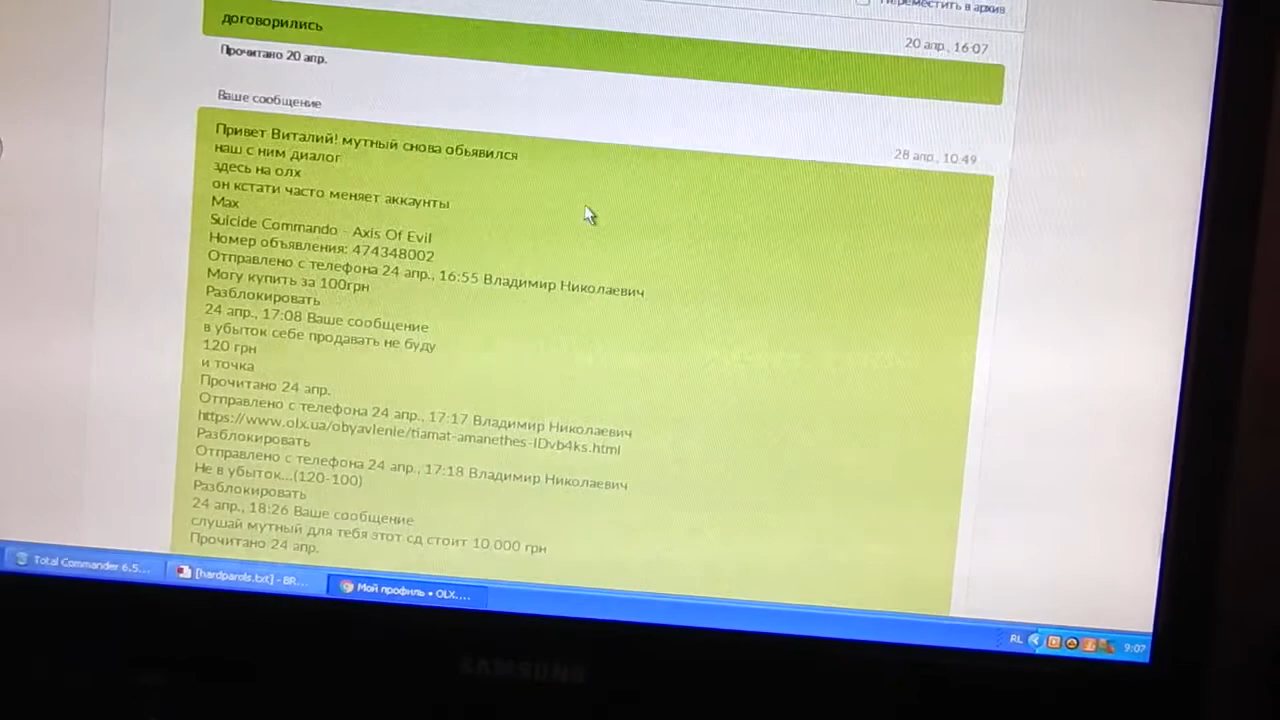 Переместить в архив
договорились
20 апр., 16:07
Прочитано 20 апр.
Ваше сообщение
28 апр., 10:49
Привет Виталий! мутный снова обьявился
наш с ним диалог
здесь на олх
он кстати часто меняет аккаунты
Max
Suicide Commando - Axis Of Evil
Номер объявления: 474348002
Отправлено с телефона 24 апр., 16:55 Владимир Николаевич
Могу купить за 100грн
Разблокировать
24 апр., 17:08 Ваше сообщение
в убыток себе продавать не буду
120 грн
и точка
Прочитано 24 апр.
Отправлено с телефона 24 апр., 17:17 Владимир Николаевич
https://www.olx.ua/obyavlenie/tiamat-amanethes-IDvb4ks.html
Разблокировать
Отправлено с телефона 24 апр., 17:18 Владимир Николаевич
Не в убыток...(120-100)
Разблокировать
24 апр., 18:26 Ваше сообщение
слушай мутный для тебя этот сд стоит 10 000 грн
Прочитано 24 апр.
Total Commander 6.5...
[hardparols.txt] - BR...
Мой профиль • OLX....
RL
9:07
SAMSUNG